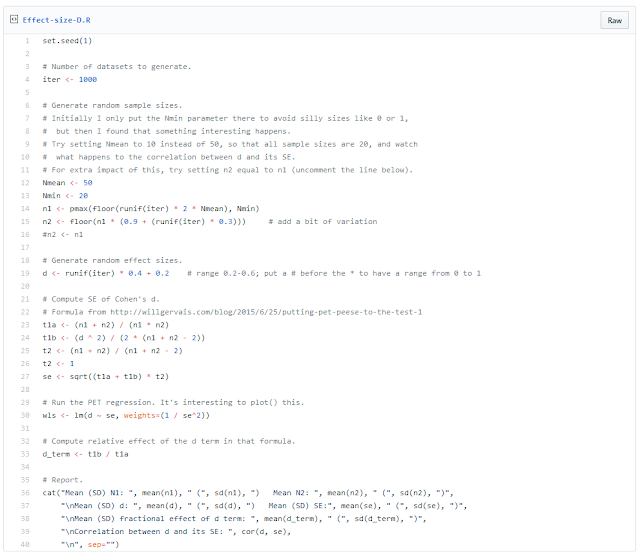 Effect-size-D.R
Raw
1 set.seed(1)
2
3 # Number of datasets to generate.
4 iter <- 1000
5
6 # Generate random sample sizes.
7 # Initially I only put the Nmin parameter there to avoid silly sizes like 0 or 1,
8 #  but then I found that something interesting happens.
9 # Try setting Nmean to 10 instead of 50, so that all sample sizes are 20, and watch
10 #  what happens to the correlation between d and its SE.
11 # For extra impact of this, try setting n2 equal to n1 (uncomment the line below).
12 Nmean <- 50
13 Nmin <- 20
14 n1 <- pmax(floor(runif(iter) * 2 * Nmean), Nmin)
15 n2 <- floor(n1 * (0.9 + (runif(iter) * 0.3)))     # add a bit of variation
16 #n2 <- n1
17
18 # Generate random effect sizes.
19 d <- runif(iter) * 0.4 + 0.2    # range 0.2-0.6; put a # before the * to have a range from 0 to 1
20
21 # Compute SE of Cohen's d.
22 # Formula from http://willgervais.com/blog/2015/6/25/putting-pet-peese-to-the-test-1
23 t1a <- (n1 + n2) / (n1 * n2)
24 t1b <- (d ^ 2) / (2 * (n1 + n2 - 2))
25 t2 <- (n1 + n2) / (n1 + n2 - 2)
26 t2 <- 1
27 se <- sqrt((t1a + t1b) * t2)
28
29 # Run the PET regression. It's interesting to plot() this.
30 wls <- lm(d ~ se, weights=(1 / se^2))
31
32 # Compute relative effect of the d term in that formula.
33 d_term <- t1b / t1a
34
35 # Report.
36 cat("Mean (SD) N1: ", mean(n1), " (", sd(n1), ")   Mean N2: ", mean(n2), " (", sd(n2), ")",
37     "\nMean (SD) d: ", mean(d), " (", sd(d), ")   Mean (SD) SE:", mean(se), " (", sd(se), ")",
38     "\nMean (SD) fractional effect of d term: ", mean(d_term), " (", sd(d_term), ")",
39     "\nCorrelation between d and its SE: ", cor(d, se),
40     "\n", sep="")